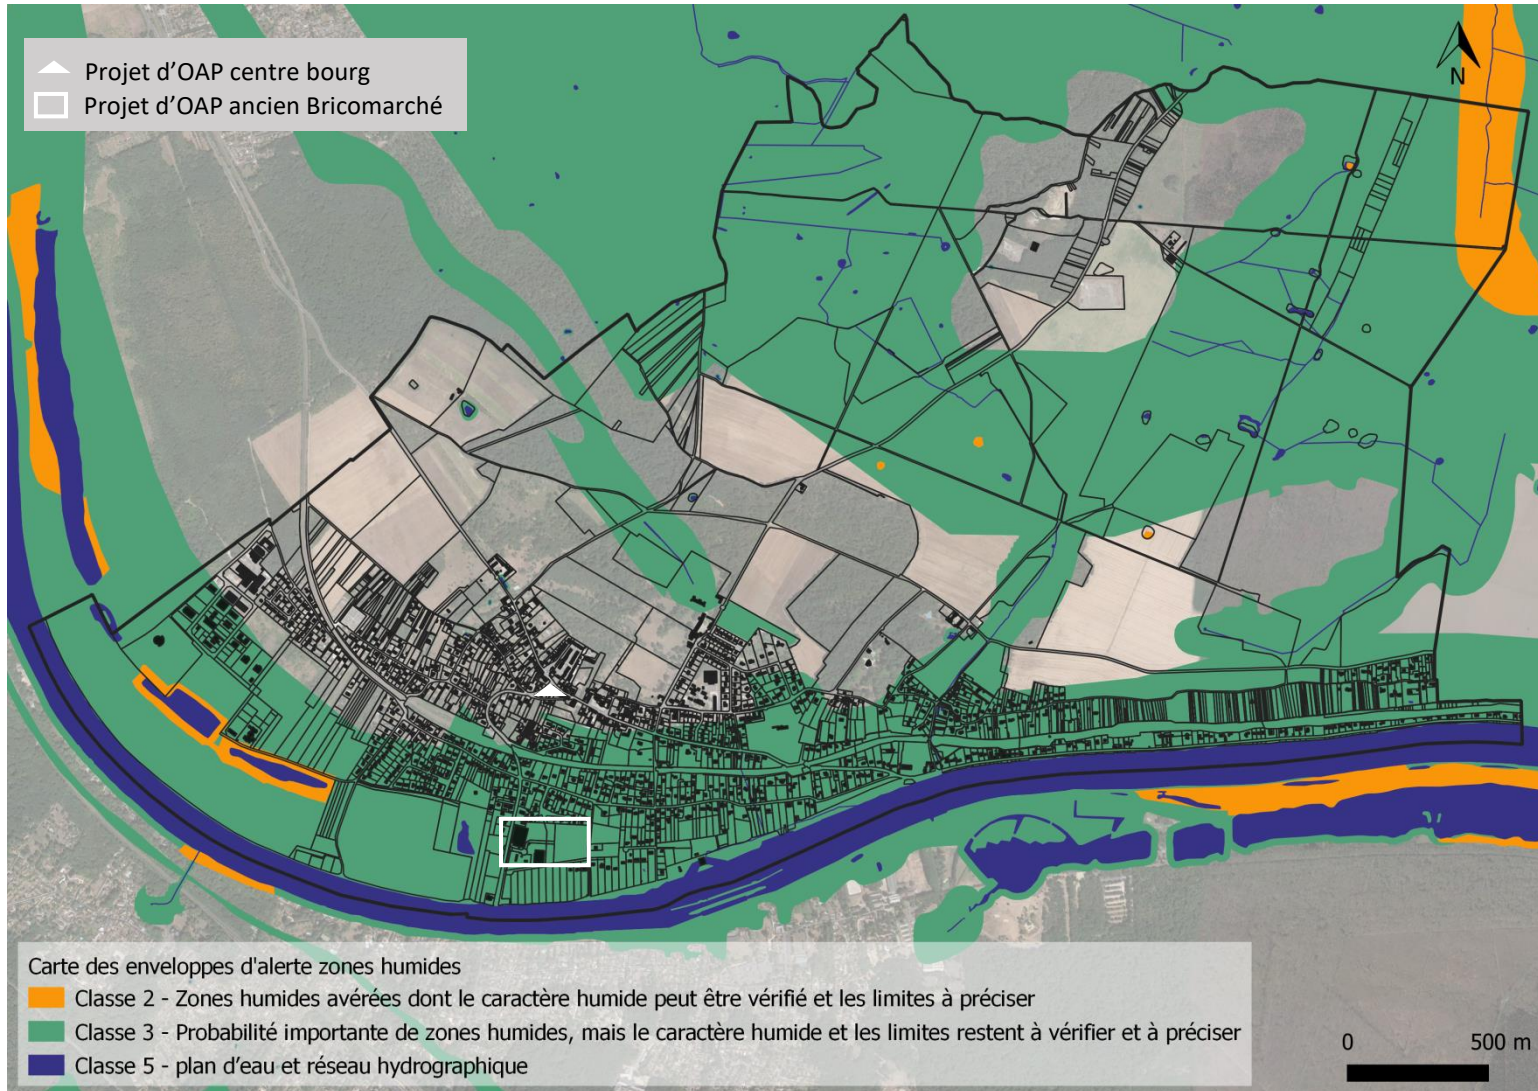 Projet d’OAP centre bourg
Projet d’OAP ancien Bricomarché
N
Carte des enveloppes d'alerte zones humides
Classe 2 - Zones humides avérées dont le caractère humide peut être vérifié et les limites à préciser
Classe 3 - Probabilité importante de zones humides, mais le caractère humide et les limites restent à vérifier et à préciser
Classe 5 - plan d’eau et réseau hydrographique
0 500 m